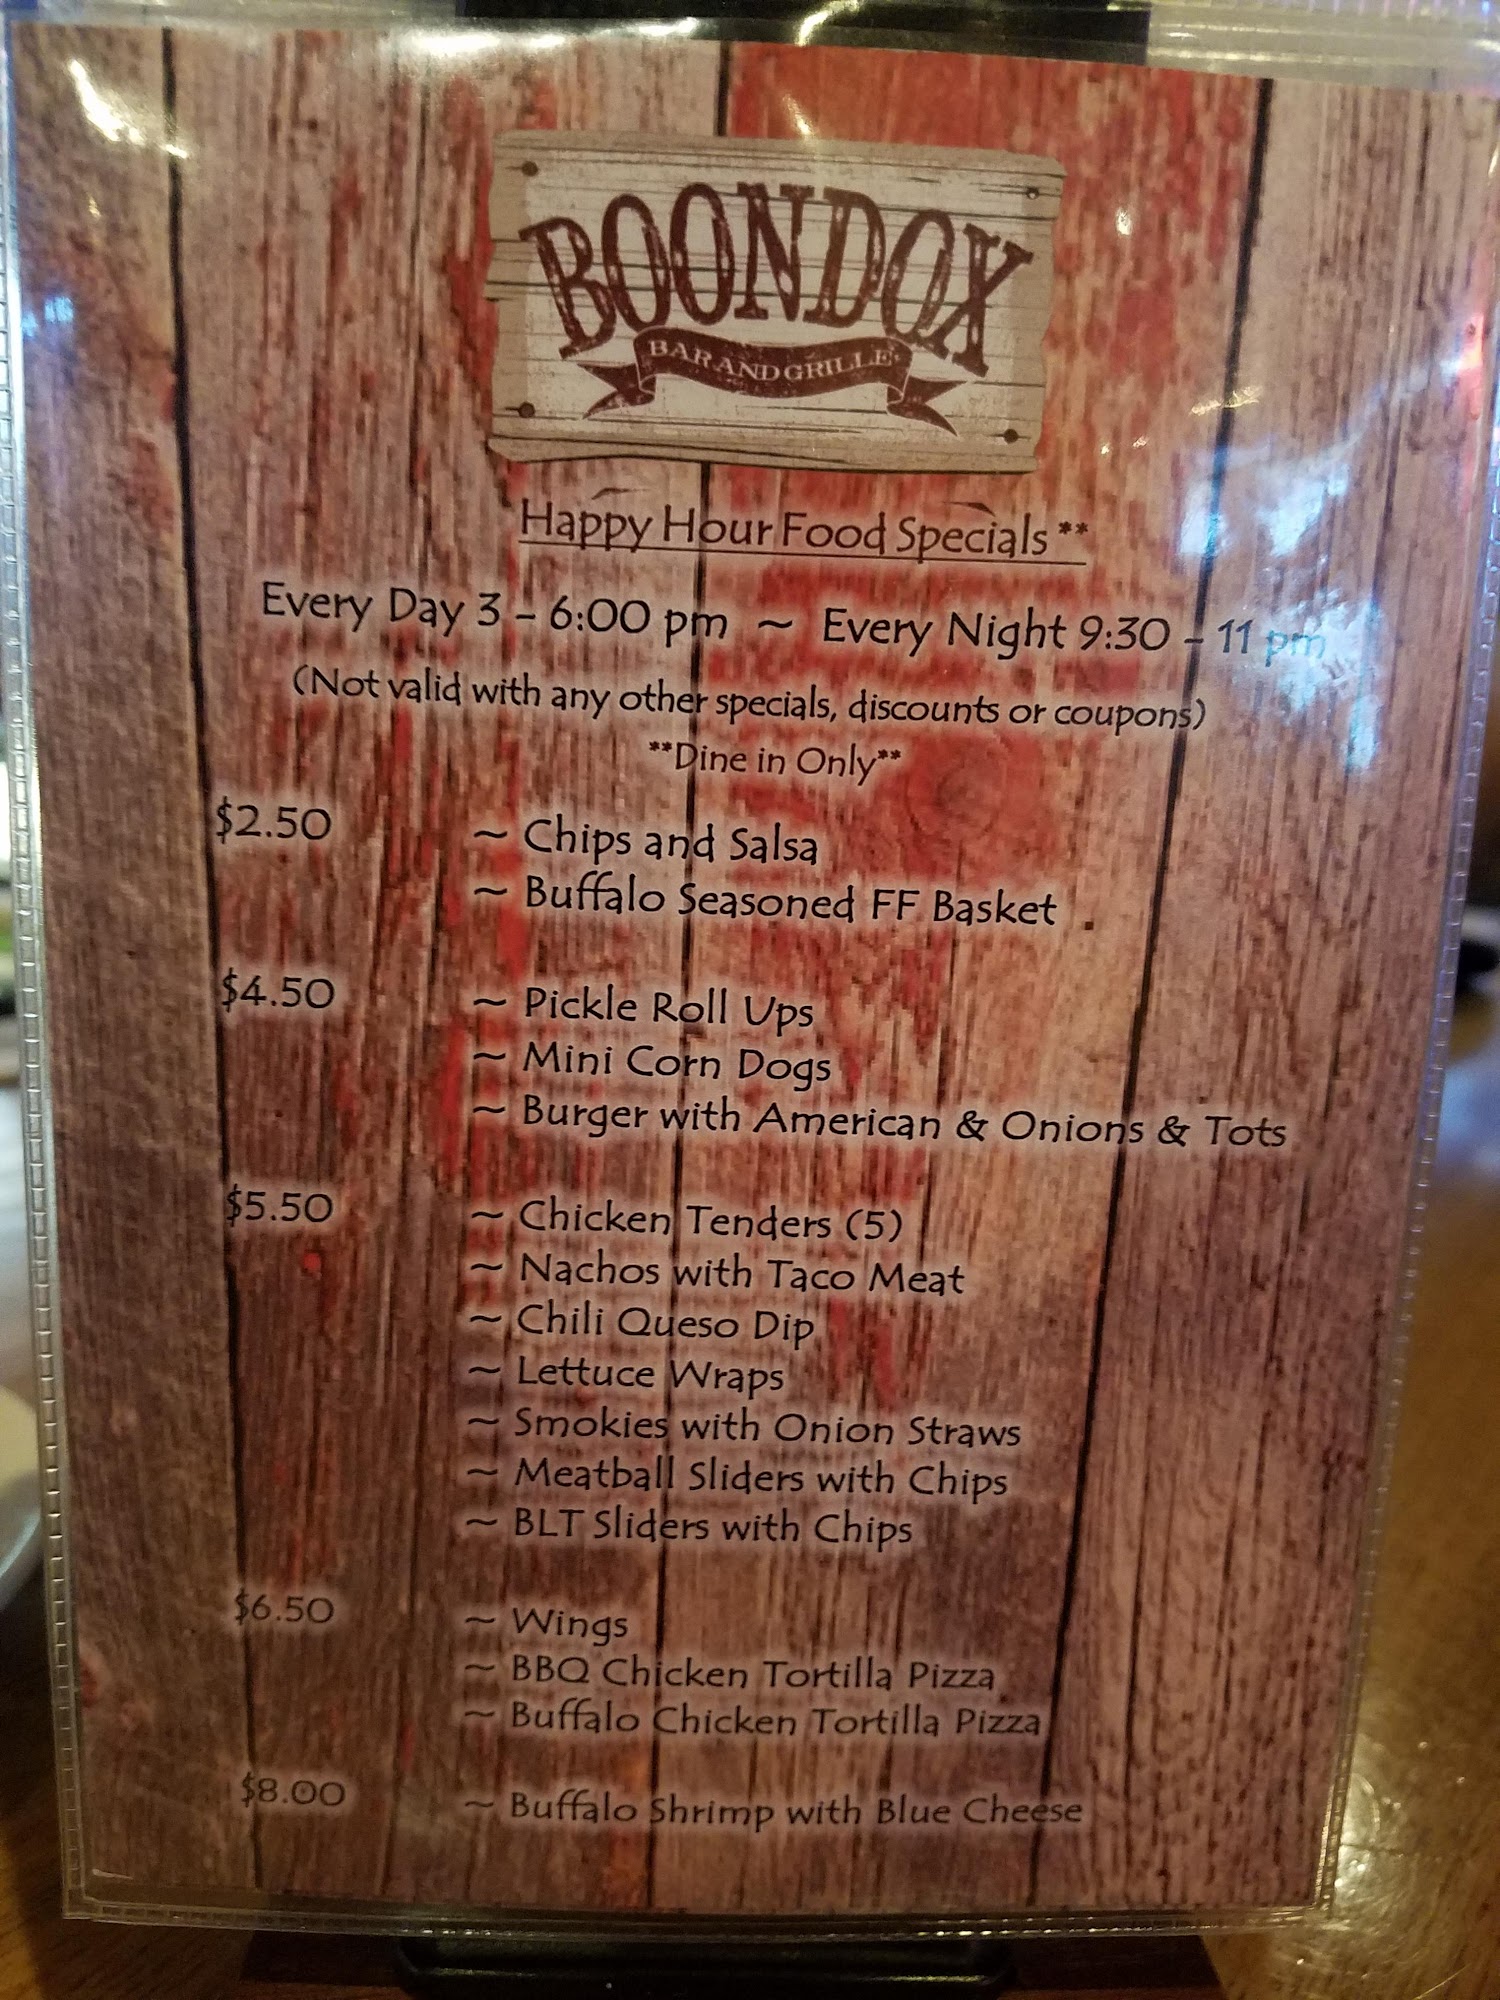 BOONDOX
BAR AND GRILLE
Happy Hour Food Specials **
Every Day 3 - 6:00 pm ~ Every Night 9:30 - 11 pm
(Not valid with any other specials, discounts or coupons)
**Dine in Only**
$2.50 ~ Chips and Salsa
~ Buffalo Seasoned FF Basket .
$4.50 ~ Pickle Roll Ups
~ Mini Corn Dogs
~ Burger with American & Onions & Tots
$5.50 ~ Chicken Tenders (5)
~ Nachos with Taco Meat
~ Chili Queso Dip
~ Lettuce Wraps
~ Smokies with Onion Straws
~ Meatball Sliders with Chips
~ BLT Sliders with Chips
$6.50 ~ Wings
~ BBQ Chicken Tortilla Pizza
~ Buffalo Chicken Tortilla Pizza
$8.00 ~ Buffalo Shrimp with Blue Cheese